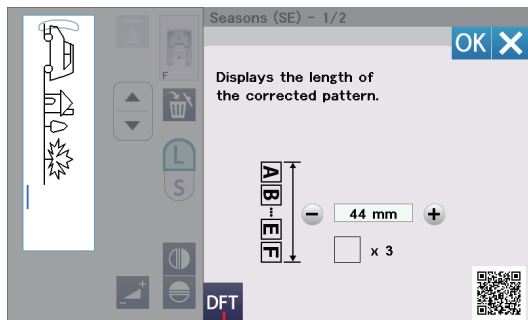 Seasons (SE) - 1/2
OK
F
Displays the length of
the corrected pattern.
L
S
A
B
E
F
44 mm
x 3
DFT